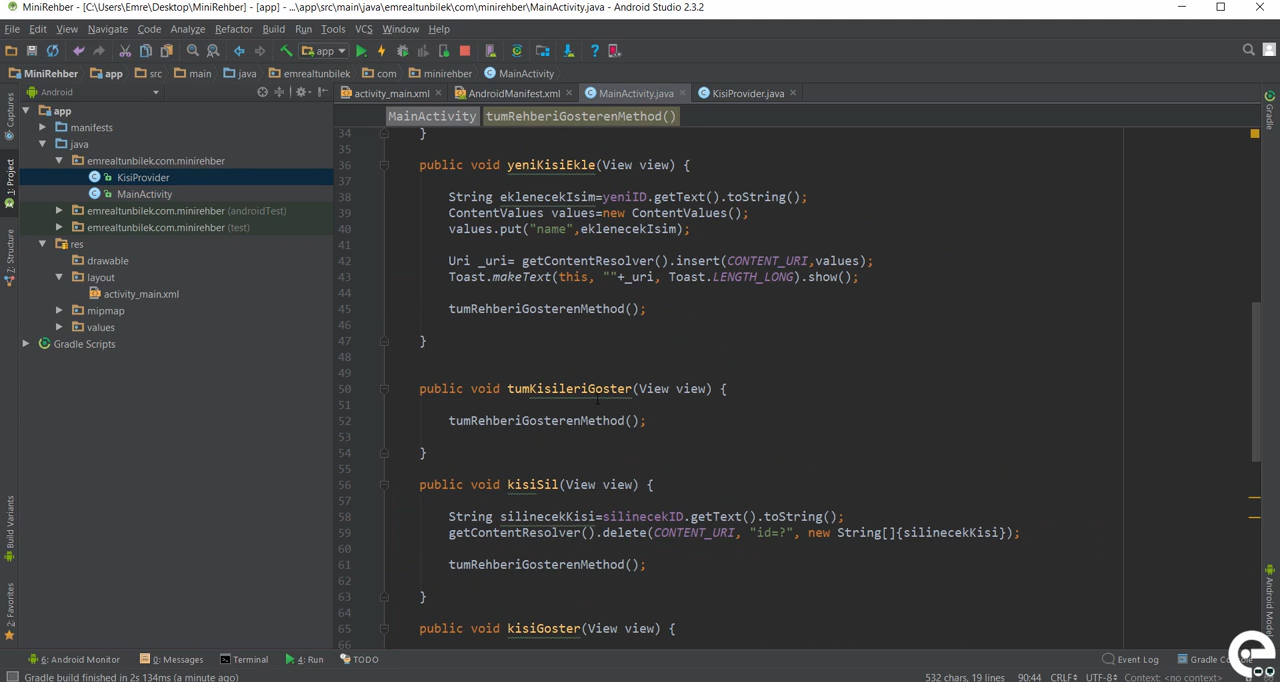 MiniRehber - [C:\Users\Emre\Desktop\MiniRehber] - [app] - ...\app\src\main\java\emrealtunbilek\com\minirehber\MainActivity.java - Android Studio 2.3.2
File Edit View Navigate Code Analyze Refactor Build Run Tools VCS Window Help
app
MiniRehber app src main java emrealtunbilek com minirehber MainActivity
Android
activity_main.xml AndroidManifest.xml MainActivity.java KisiProvider.java
MainActivity tumRehberiGosterenMethod()
Captures
1: Project
Z: Structure
Build Variants
2: Favorites
app
manifests
java
emrealtunbilek.com.minirehber
KisiProvider
MainActivity
emrealtunbilek.com.minirehber (androidTest)
emrealtunbilek.com.minirehber (test)
res
drawable
layout
activity_main.xml
mipmap
values
Gradle Scripts
34 }
35
36 public void yeniKisiEkle(View view) {
37
38 String eklenecekIsim=yeniID.getText().toString();
39 ContentValues values=new ContentValues();
40 values.put("name",eklenecekIsim);
41
42 Uri _uri= getContentResolver().insert(CONTENT_URI,values);
43 Toast.makeText(this, ""+_uri, Toast.LENGTH_LONG).show();
44
45 tumRehberiGosterenMethod();
46
47 }
48
49
50 public void tumKisileriGoster(View view) {
51
52 tumRehberiGosterenMethod();
53
54 }
55
56 public void kisiSil(View view) {
57
58 String silinecekKisi=silinecekID.getText().toString();
59 getContentResolver().delete(CONTENT_URI, "id=?", new String[]{silinecekKisi});
60
61 tumRehberiGosterenMethod();
62
63 }
64
65 public void kisiGoster(View view) {
66
Gradle
Android Model
6: Android Monitor 0: Messages Terminal 4: Run TODO Event Log Gradle
Gradle build finished in 2s 134ms (a minute ago) 532 chars, 19 lines 90:44 CRLF UTF-8 Context: <no context>